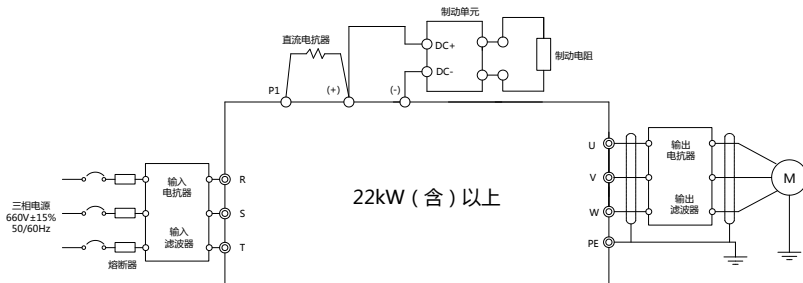 制动单元
直流电抗器
DC+
制动电阻
DC-
P1
(+)
(-)
U
输出
电抗器
V
M
输出
滤波器
W
PE
输入
电抗器
R
三相电源
660V±15%
50/60Hz
S
22kW（含）以上
输入
滤波器
T
熔断器